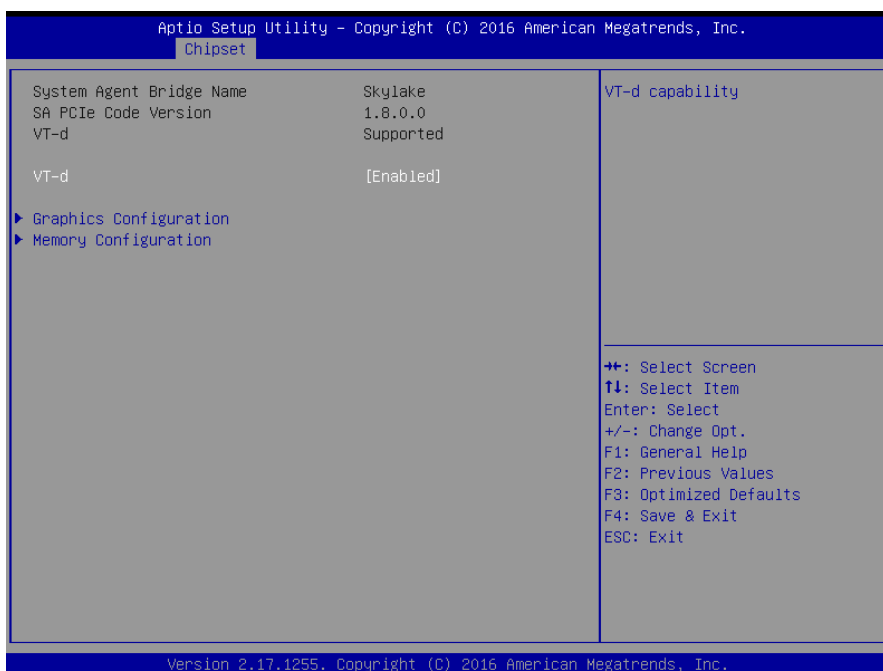 Aptio Setup Utility – Copyright (C) 2016 American Megatrends, Inc.
Chipset
System Agent Bridge Name Skylake
SA PCIe Code Version 1.8.0.0
VT-d Supported
VT-d [Enabled]
Graphics Configuration
Memory Configuration
VT-d capability
→←: Select Screen
↑↓: Select Item
Enter: Select
+/-: Change Opt.
F1: General Help
F2: Previous Values
F3: Optimized Defaults
F4: Save & Exit
ESC: Exit
Version 2.17.1255. Copyright (C) 2016 American Megatrends, Inc.